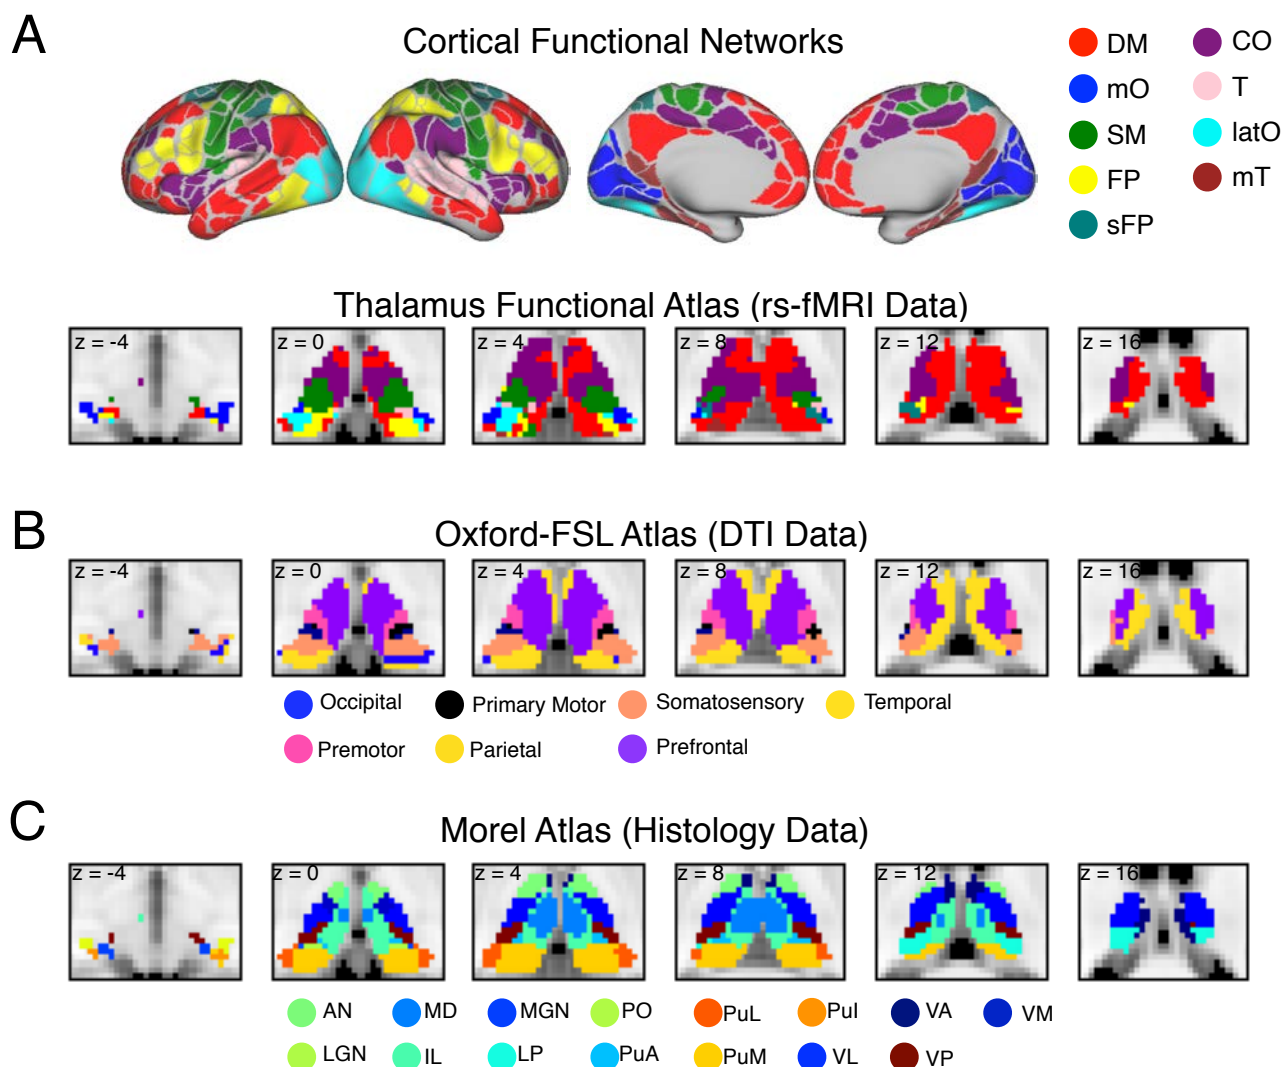 A
Cortical Functional Networks
DM CO
mO T
SM latO
FP mT
sFP
Thalamus Functional Atlas (rs-fMRI Data)
z = -4 z = 0 z = 4 z = 8 z = 12 z = 16
B
Oxford-FSL Atlas (DTI Data)
z = -4 z = 0 z = 4 z = 8 z = 12 z = 16
Occipital Primary Motor Somatosensory Temporal
Premotor Parietal Prefrontal
C
Morel Atlas (Histology Data)
z = -4 z = 0 z = 4 z = 8 z = 12 z = 16
AN MD MGN PO PuL PuI VA VM
LGN IL LP PuA PuM VL VP